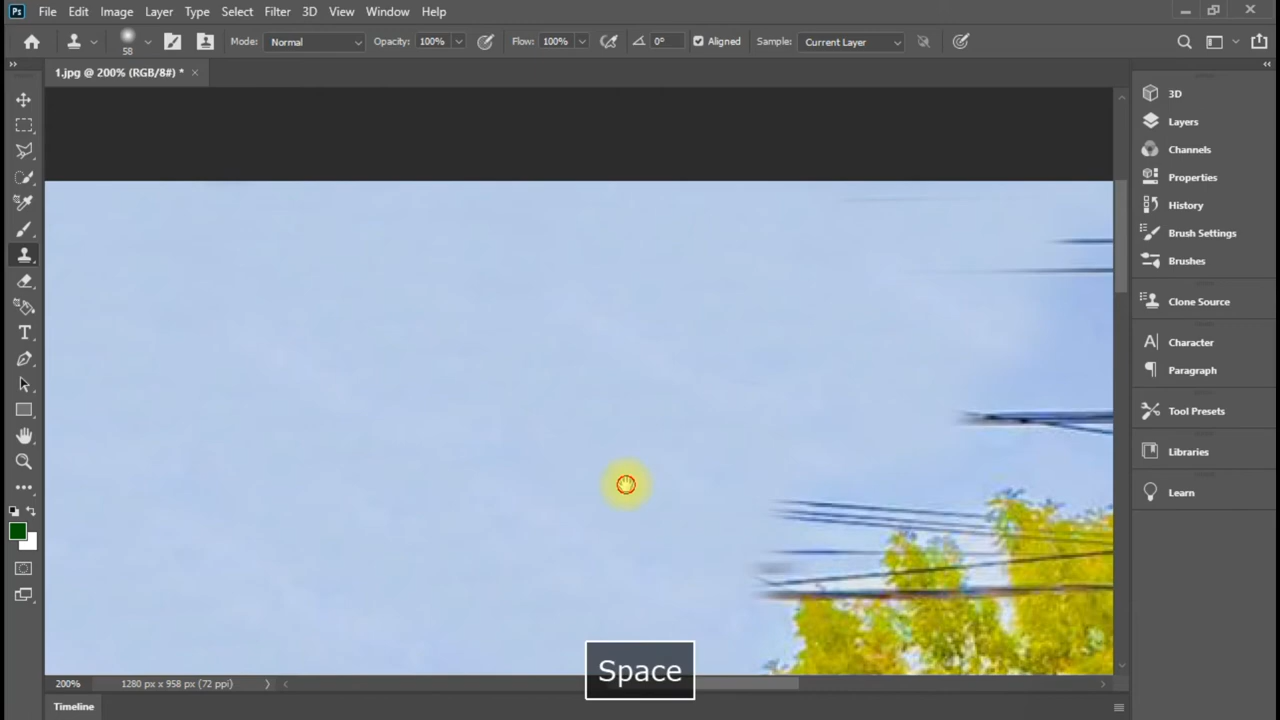 Ps File Edit Image Layer Type Select Filter 3D View Window Help
58 Mode: Normal Opacity: 100% Flow: 100% 0° Aligned Sample: Current Layer
1.jpg @ 200% (RGB/8#) * ×
3D
Layers
Channels
Properties
History
Brush Settings
Brushes
Clone Source
Character
Paragraph
Tool Presets
Libraries
Learn
Space
200% 1280 px x 958 px (72 ppi)
Timeline